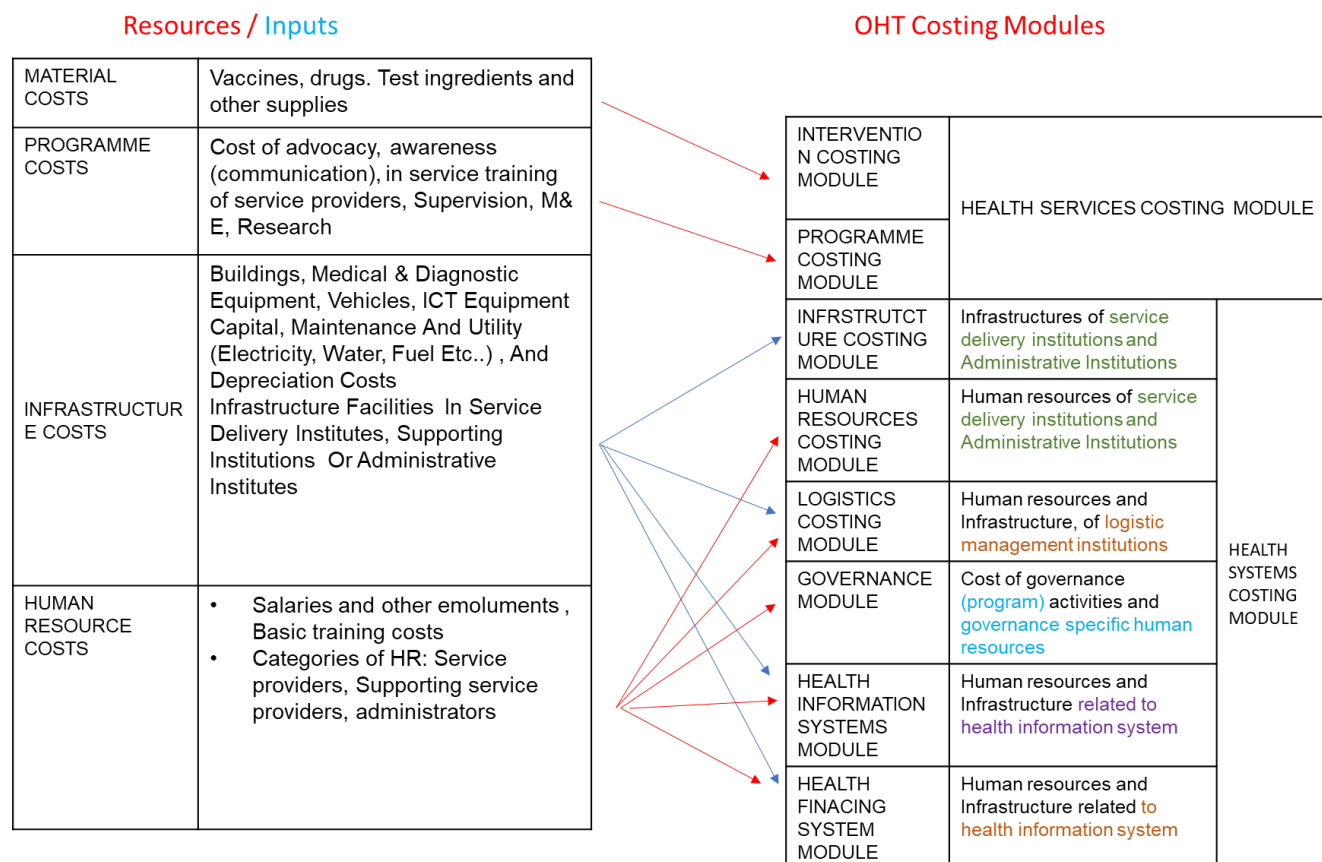 Resources / Inputs
MATERIAL
COSTS
Vaccines, drugs. Test ingredients and
other supplies
PROGRAMME
COSTS
Cost of advocacy, awareness
(communication), in service training
of service providers, Supervision, M&
E, Research
INFRASTRUCTUR
E COSTS
Buildings, Medical & Diagnostic
Equipment, Vehicles, ICT Equipment
Capital, Maintenance And Utility
(Electricity, Water, Fuel Etc..) , And
Depreciation Costs
Infrastructure Facilities In Service
Delivery Institutes, Supporting
Institutions Or Administrative
Institutes
HUMAN
RESOURCE
COSTS
• Salaries and other emoluments ,
Basic training costs
• Categories of HR: Service
providers, Supporting service
providers, administrators
OHT Costing Modules
INTERVENTIO
N COSTING
MODULE
HEALTH SERVICES COSTING MODULE
PROGRAMME
COSTING
MODULE
INFRSTRUTCT
URE COSTING
MODULE
Infrastructures of service
delivery institutions and
Administrative Institutions
HUMAN
RESOURCES
COSTING
MODULE
Human resources of service
delivery institutions and
Administrative Institutions
LOGISTICS
COSTING
MODULE
Human resources and
Infrastructure, of logistic
management institutions
GOVERNANCE
MODULE
Cost of governance
(program) activities and
governance specific human
resources
HEALTH
INFORMATION
SYSTEMS
MODULE
Human resources and
Infrastructure related to
health information system
HEALTH
FINACING
SYSTEM
MODULE
Human resources and
Infrastructure related to
health information system
HEALTH
SYSTEMS
COSTING
MODULE